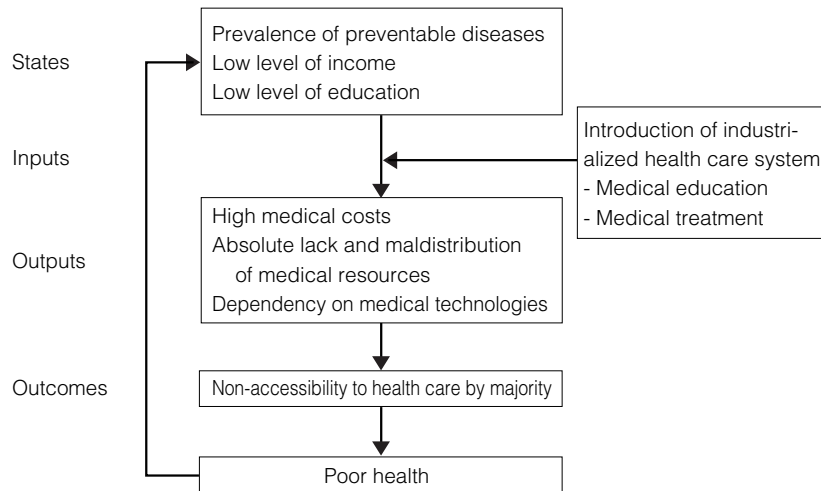 States
Prevalence of preventable diseases
Low level of income
Low level of education
Inputs
Introduction of industri-
alized health care system
- Medical education
- Medical treatment
Outputs
High medical costs
Absolute lack and maldistribution
of medical resources
Dependency on medical technologies
Outcomes
Non-accessibility to health care by majority
Poor health